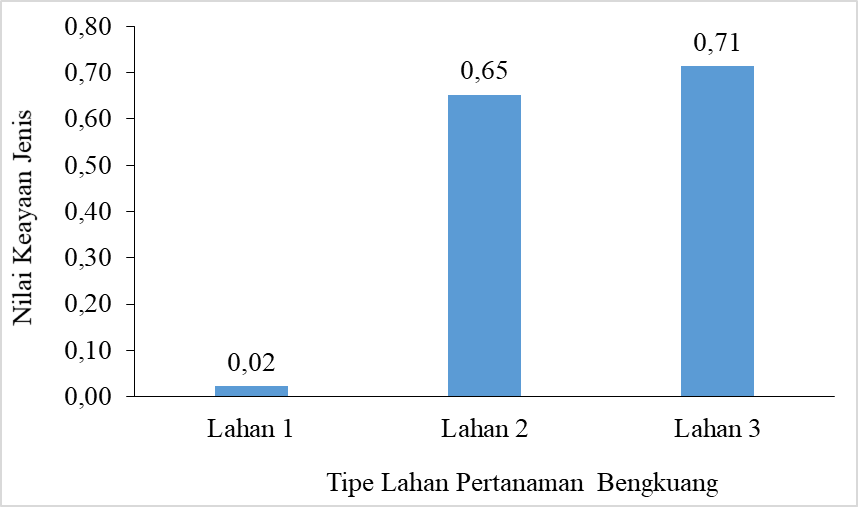 0,80
0,70
0,60
0,50
0,40
0,30
0,20
0,10
0,00
Nilai Keayaan Jenis
0,02
0,65
0,71
Lahan 1
Lahan 2
Lahan 3
Tipe Lahan Pertanaman  Bengkuang